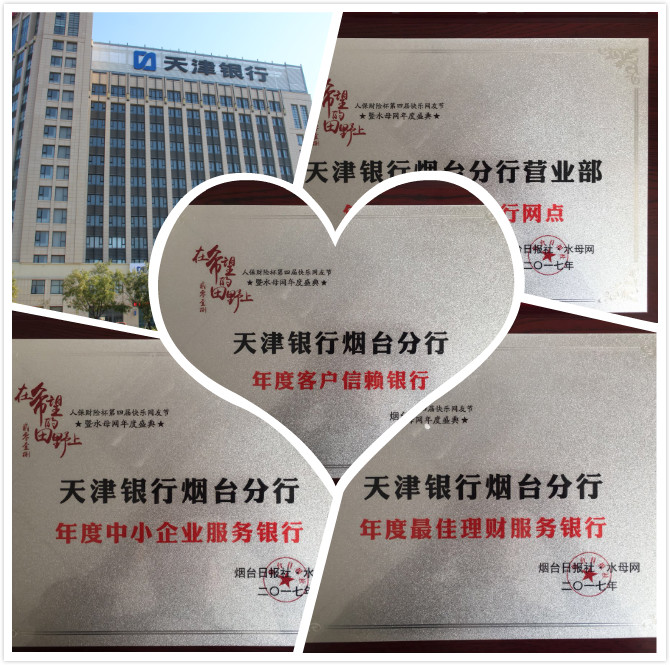 天津银行
希望
的
田野上
人保财险杯第四届快乐网友节
★暨水母网年度盛典★
天津银行烟台分行营业部
行网点
烟台日报社·水母网
二〇一七年
在希望
的
田野上
人保财险杯第四届快乐网友节
★暨水母网年度盛典★
天津银行烟台分行
年度客户信赖银行
在希望
的
田野上
人保财险杯第四届快乐网友节
★暨水母网年度盛典★
天津银行烟台分行
年度中小企业服务银行
烟台日报社·水
二〇一七年
届快乐网友节
网年度盛典★
天津银行烟台分行
年度最佳理财服务银行
烟台日报社·水母网
二〇一七年